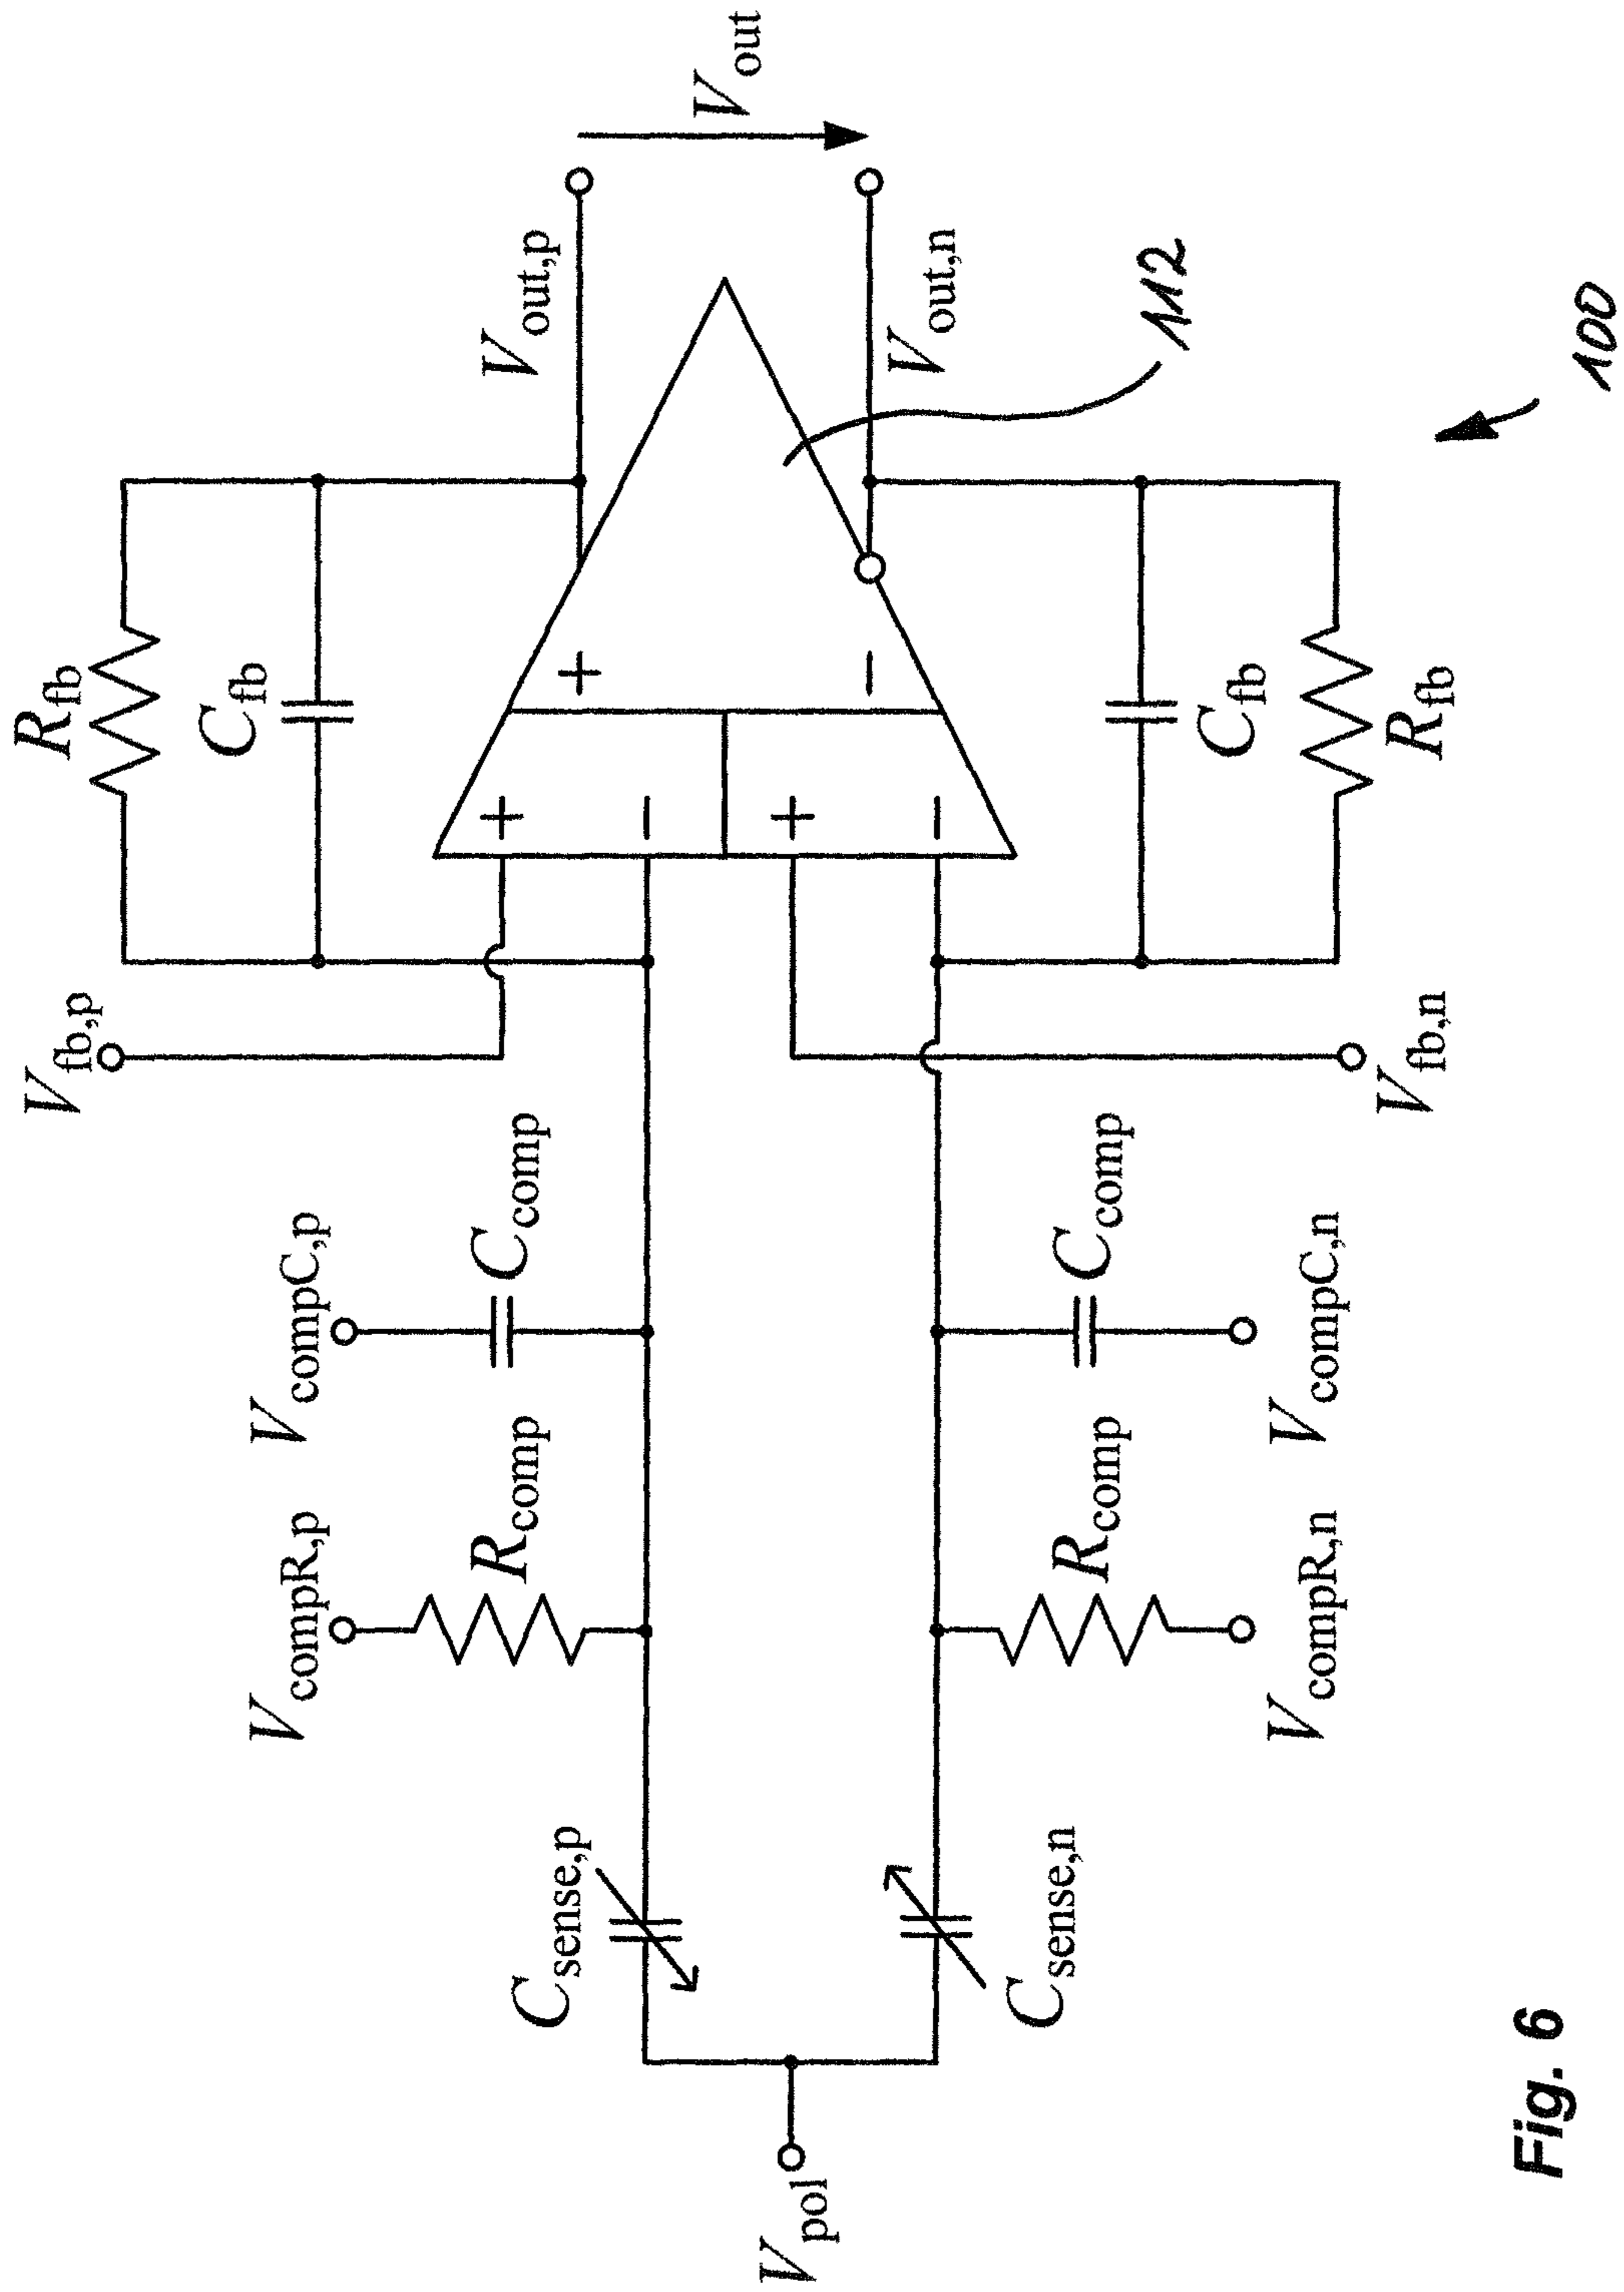 R_fb
C_fb
V_fb,p
V_compC,p
C_comp
V_compR,p
R_comp
C_sense,p
V_pol
C_sense,n
R_comp
V_compR,n
C_comp
V_compC,n
V_fb,n
C_fb
R_fb
+
−
+
−
+
−
V_out,p
V_out
V_out,n
112
100
Fig. 6